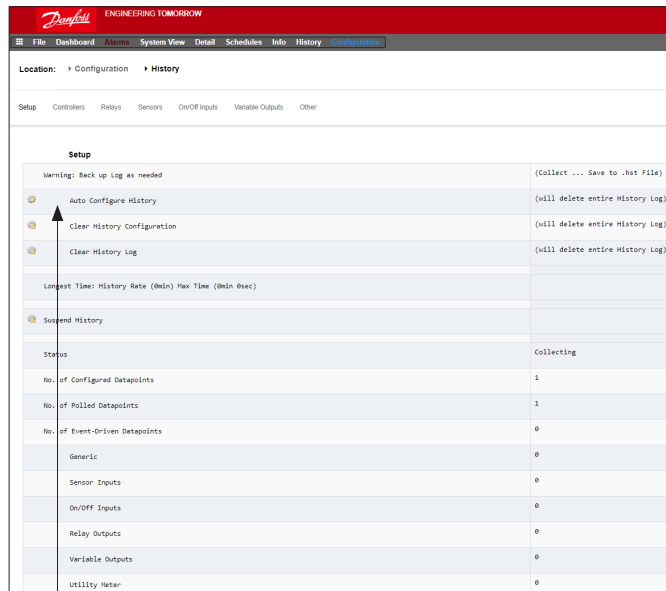 Danfoss ENGINEERING TOMORROW
File Dashboard Alarms System View Detail Schedules Info History Configuration
Location: Configuration History
Setup Controllers Relays Sensors On/Off Inputs Variable Outputs Other
Setup
Warning: Back up Log as needed (Collect ... Save to .hst File)
Auto Configure History (will delete entire History Log)
Clear History Configuration (will delete entire History Log)
Clear History Log (will delete entire History Log)
Longest Time: History Rate (0min) Max Time (0min 0sec)
Suspend History
Status Collecting
No. of Configured Datapoints 1
No. of Polled Datapoints 1
No. of Event-Driven Datapoints 0
Generic 0
Sensor Inputs 0
On/Off Inputs 0
Relay Outputs 0
Variable Outputs 0
Utility Meter 0